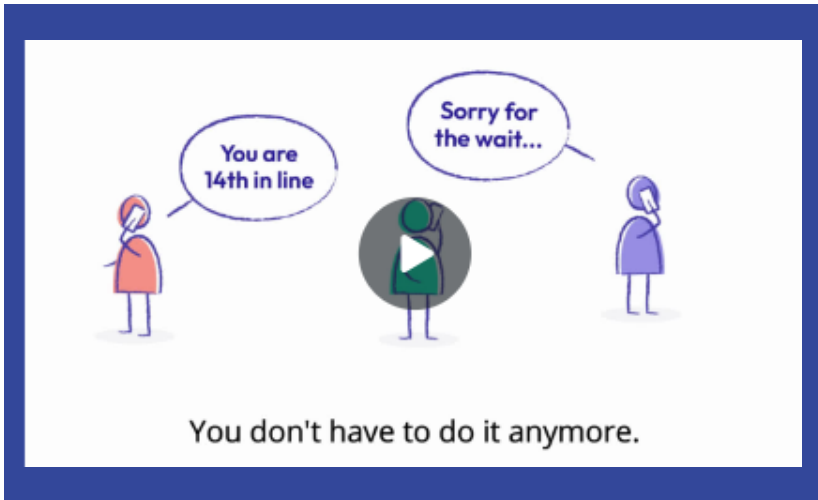 You are
14th in line
Sorry for
the wait...
You don't have to do it anymore.